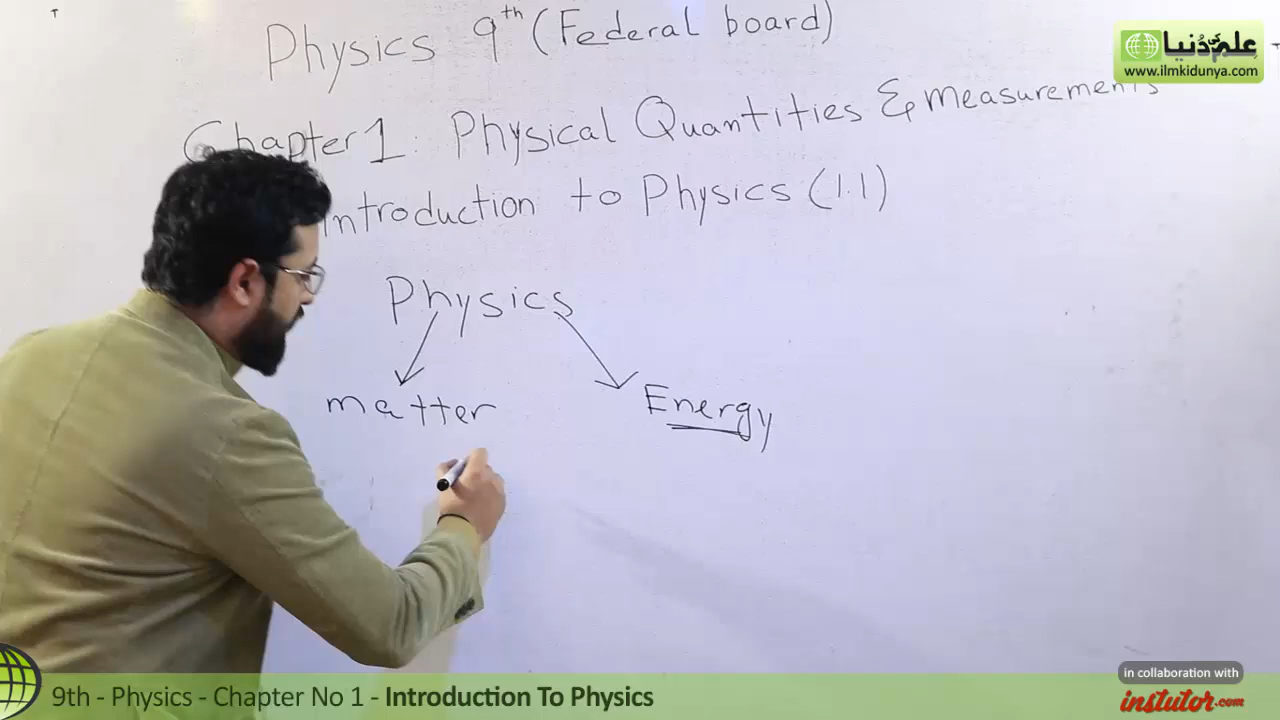 Physics 9th (Federal board)
علم کی دنیا
www.ilmkidunya.com
Chapter 1: Physical Quantities & measurements
Introduction to Physics (1.1)
Physics
matter
Energy
in collaboration with
instutor.com
9th - Physics - Chapter No 1 - Introduction To Physics